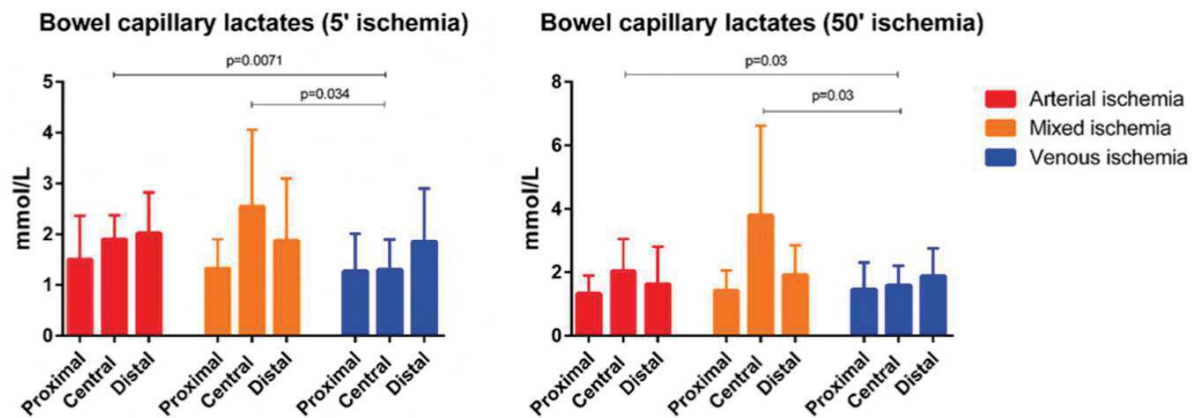 Bowel capillary lactates (5' ischemia)
p=0.0071
p=0.034
5
4
3
2
1
0
mmol/L
Proximal
Central
Distal
Proximal
Central
Distal
Proximal
Central
Distal
Bowel capillary lactates (50' ischemia)
p=0.03
p=0.03
8
6
4
2
0
mmol/L
Proximal
Central
Distal
Proximal
Central
Distal
Proximal
Central
Distal
Arterial ischemia
Mixed ischemia
Venous ischemia